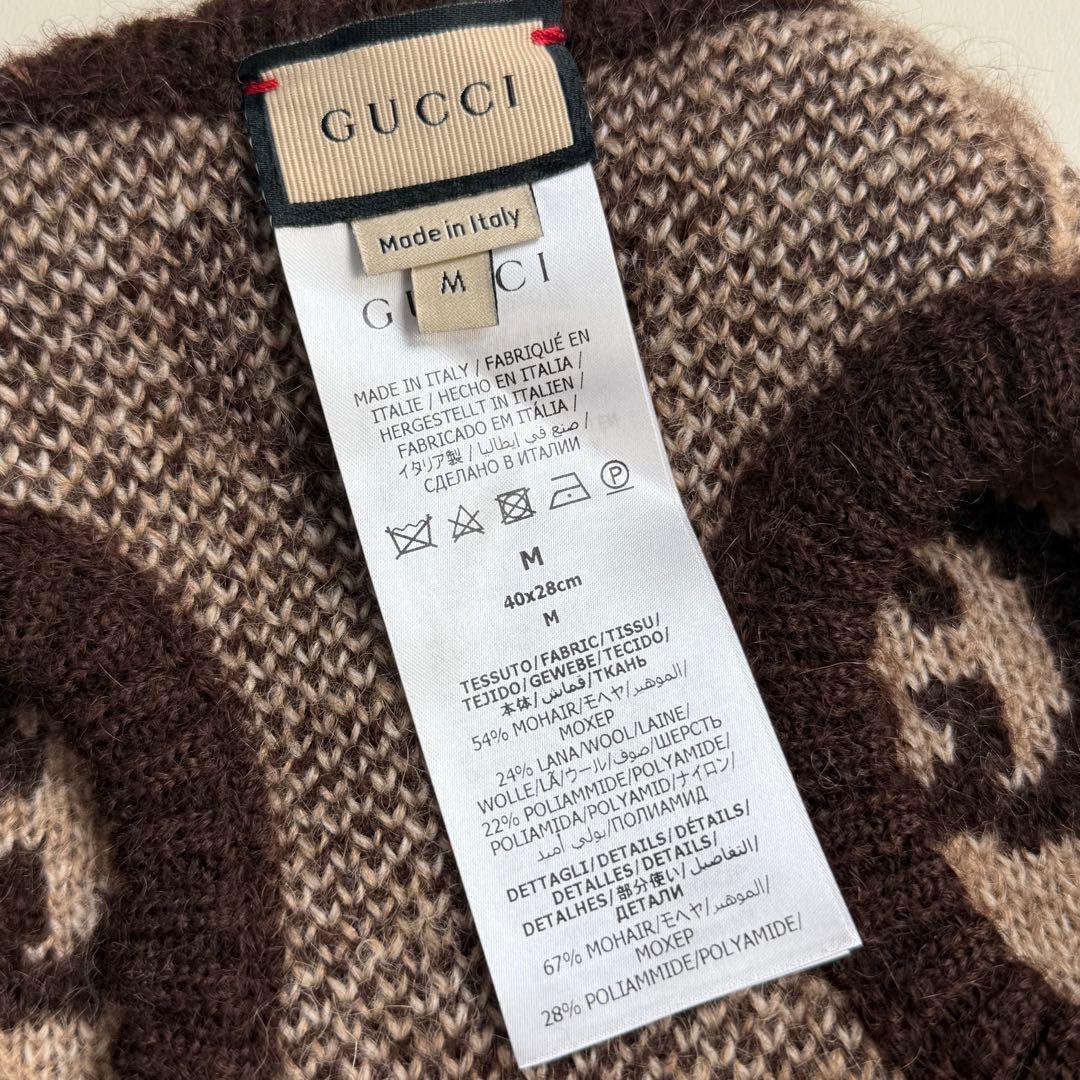 GUCCI
Made in Italy
M
GUCCI
MADE IN ITALY / FABRIQUÉ EN
ITALIE / HECHO EN ITALIA /
HERGESTELLT IN ITALIEN /
FABRICADO EM ITÁLIA /
イタリア製 / صنع في إيطاليا /
СДЕЛАНО В ИТАЛИИ
P
M
40x28cm
M
TESSUTO/FABRIC/TISSU/
TEJIDO/GEWEBE/TECIDO/
本体/قماش/ТКАНЬ
54% MOHAIR/モヘヤ/الموهير/
МОХЕР
24% LANA/WOOL/LAINE/
WOLLE/LÃ/ウール/صوف/ШЕРСТЬ
22% POLIAMMIDE/POLYAMIDE/
POLIAMIDA/POLYAMID/ナイロン/
بولي أميد/ПОЛИАМИД
DETTAGLI/DETAILS/DÉTAILS/
DETALLES/DETAILS/
DETALHES/部分使い/التفاصيل/
ДЕТАЛИ
67% MOHAIR/モヘヤ/الموهير/
МОХЕР
28% POLIAMMIDE/POLYAMIDE/